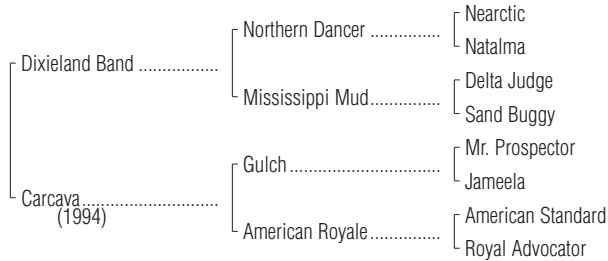 Nearctic
Northern Dancer ...............
Natalma
Dixieland Band .................
Delta Judge
Mississippi Mud...............
Sand Buggy
Mr. Prospector
Gulch ................................
Jameela
Carcava.............................
(1994)
American Standard
American Royale...............
Royal Advocator